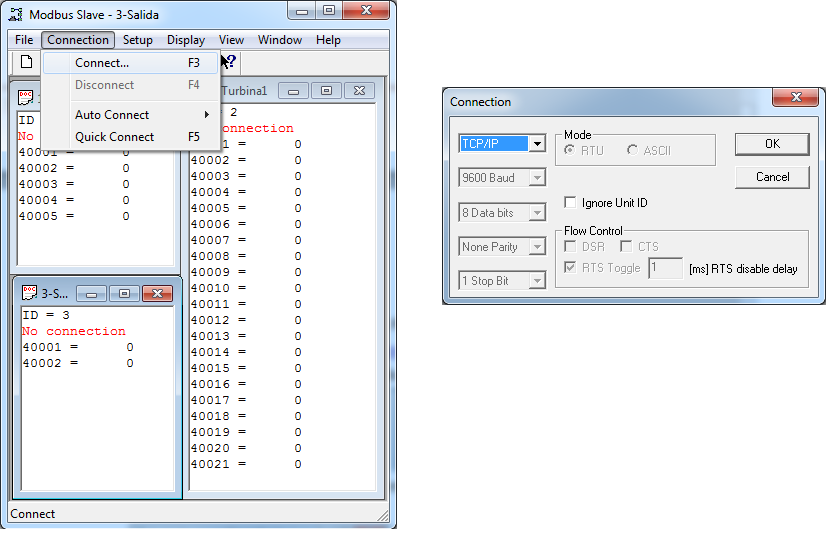 Modbus Slave - 3-Salida
File Connection Setup Display View Window Help
Connect... F3
Disconnect F4
Auto Connect
Quick Connect F5
?
ID =
No
40001 = 0
40002 = 0
40003 = 0
40004 = 0
40005 = 0
3-S...
ID = 3
No connection
40001 = 0
40002 = 0
Turbina1
= 2
connection
1 = 0
40002 = 0
40003 = 0
40004 = 0
40005 = 0
40006 = 0
40007 = 0
40008 = 0
40009 = 0
40010 = 0
40011 = 0
40012 = 0
40013 = 0
40014 = 0
40015 = 0
40016 = 0
40017 = 0
40018 = 0
40019 = 0
40020 = 0
40021 = 0
Connect
Connection
TCP/IP
9600 Baud
8 Data bits
None Parity
1 Stop Bit
Mode
RTU ASCII
Ignore Unit ID
Flow Control
DSR CTS
RTS Toggle 1 [ms] RTS disable delay
OK
Cancel